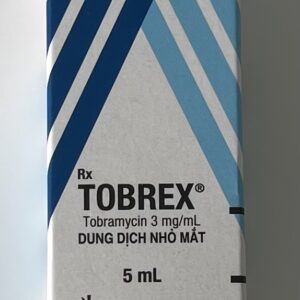 Rx
TOBREX®
Tobramycin 3 mg/mL
DUNG DỊCH NHỎ MẮT
5 mL